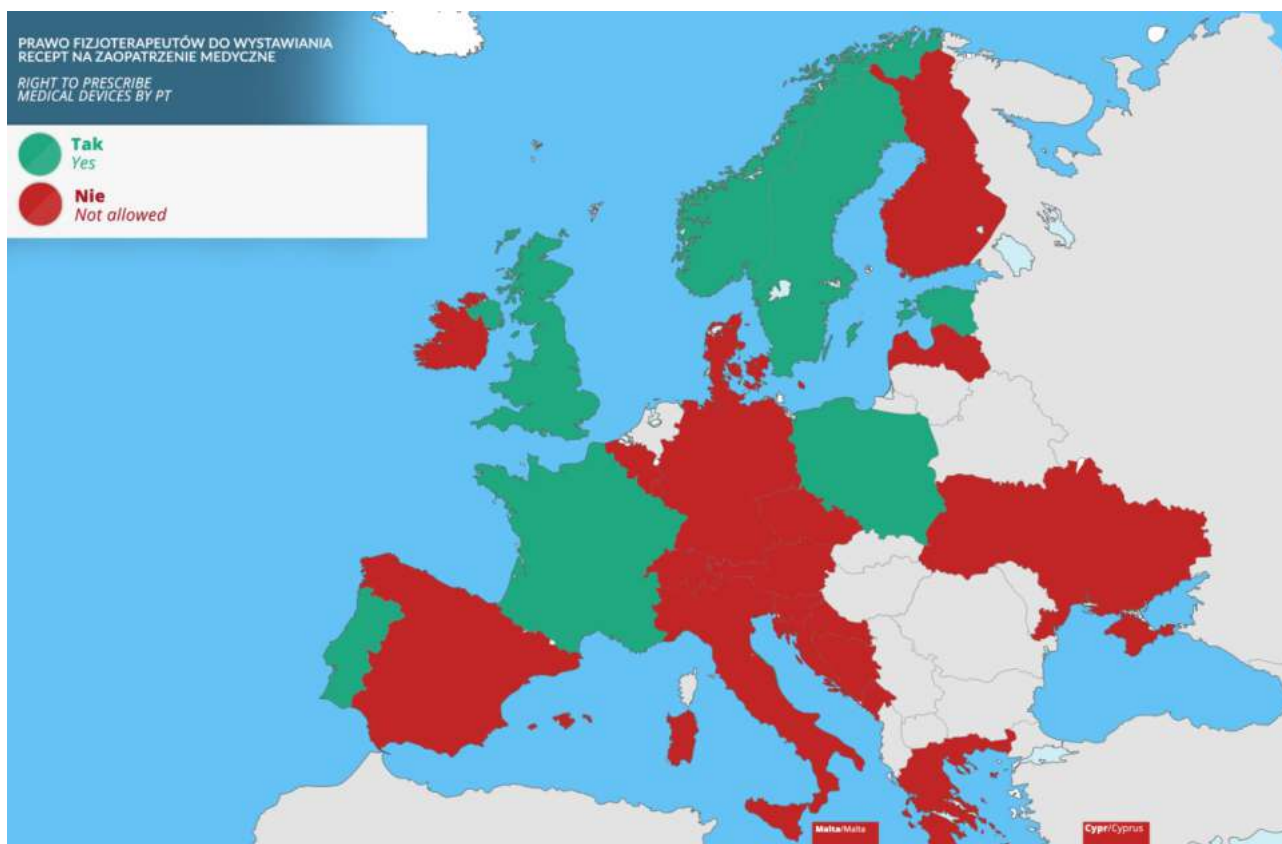 PRAWO FIZJOTERAPEUTÓW DO WYSTAWIANIA
RECEPT NA ZAOPATRZENIE MEDYCZNE
RIGHT TO PRESCRIBE
MEDICAL DEVICES BY PT
Tak
Yes
Nie
Not allowed
Malta/Malta
Cypr/Cyprus